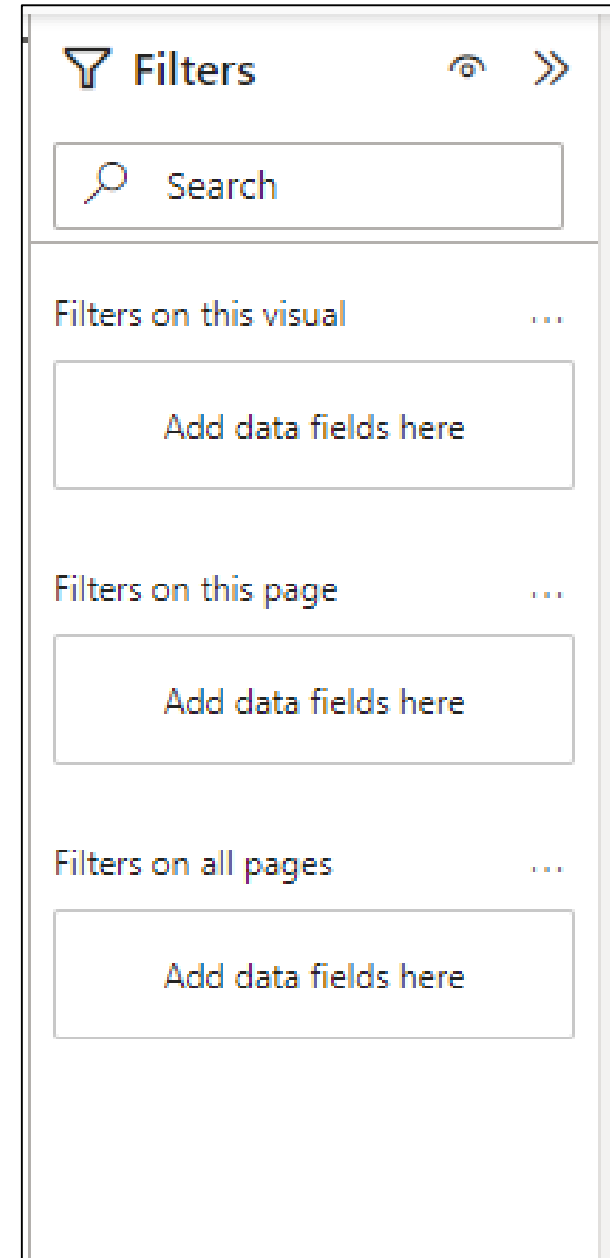 Filters
Search
Filters on this visual
Add data fields here
Filters on this page
Add data fields here
Filters on all pages
Add data fields here